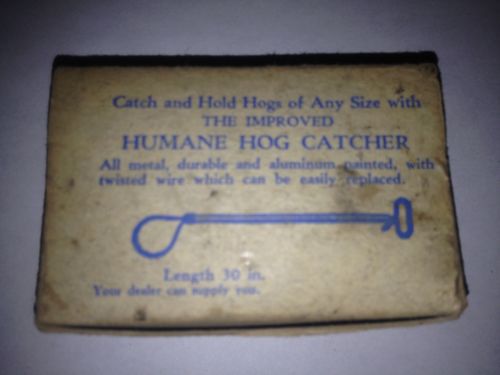 Catch and Hold Hogs of Any Size with
THE IMPROVED
HUMANE HOG CATCHER
All metal, durable and aluminum painted, with
twisted wire which can be easily replaced.
Length 30 in.
Your dealer can supply you.